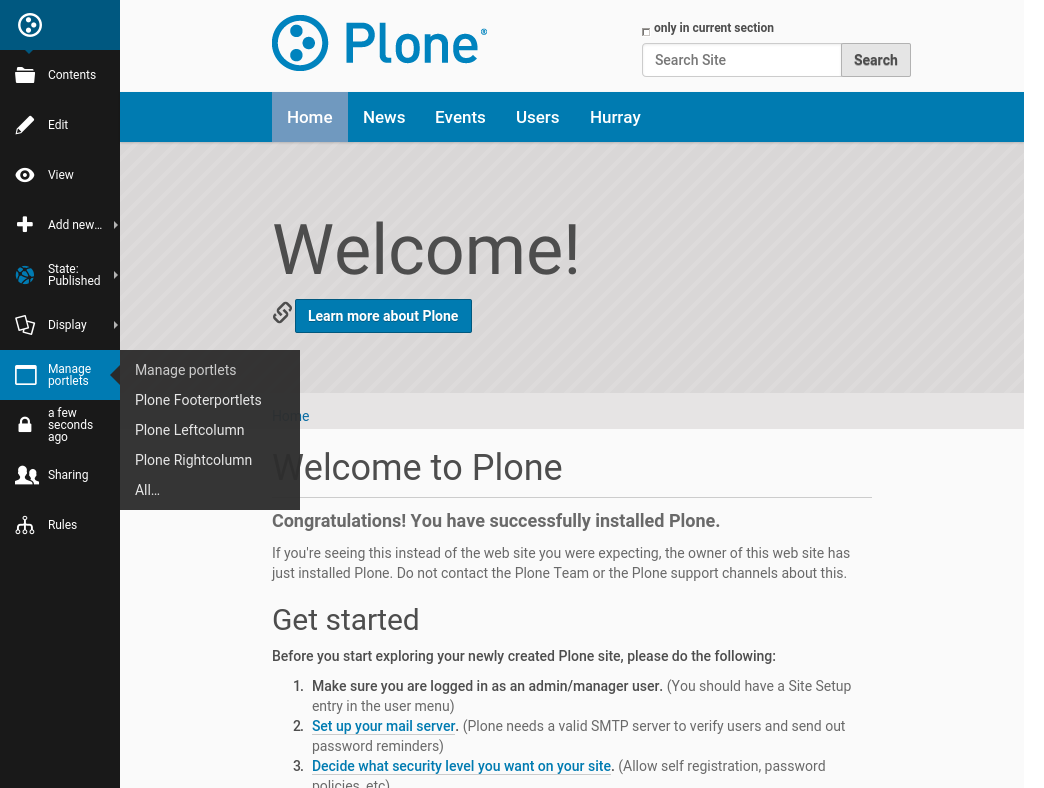 Contents
Edit
View
Add new…
State:
Published
Display
Manage
portlets
a few
seconds
ago
Sharing
Rules
Manage portlets
Plone Footerportlets
Plone Leftcolumn
Plone Rightcolumn
All…
Plone®
only in current section
Search Site
Search
Home
News
Events
Users
Hurray
Welcome!
Learn more about Plone
Home
Welcome to Plone
Congratulations! You have successfully installed Plone.
If you're seeing this instead of the web site you were expecting, the owner of this web site has
just installed Plone. Do not contact the Plone Team or the Plone support channels about this.
Get started
Before you start exploring your newly created Plone site, please do the following:
1. Make sure you are logged in as an admin/manager user. (You should have a Site Setup
entry in the user menu)
2. Set up your mail server. (Plone needs a valid SMTP server to verify users and send out
password reminders)
3. Decide what security level you want on your site. (Allow self registration, password
policies, etc)